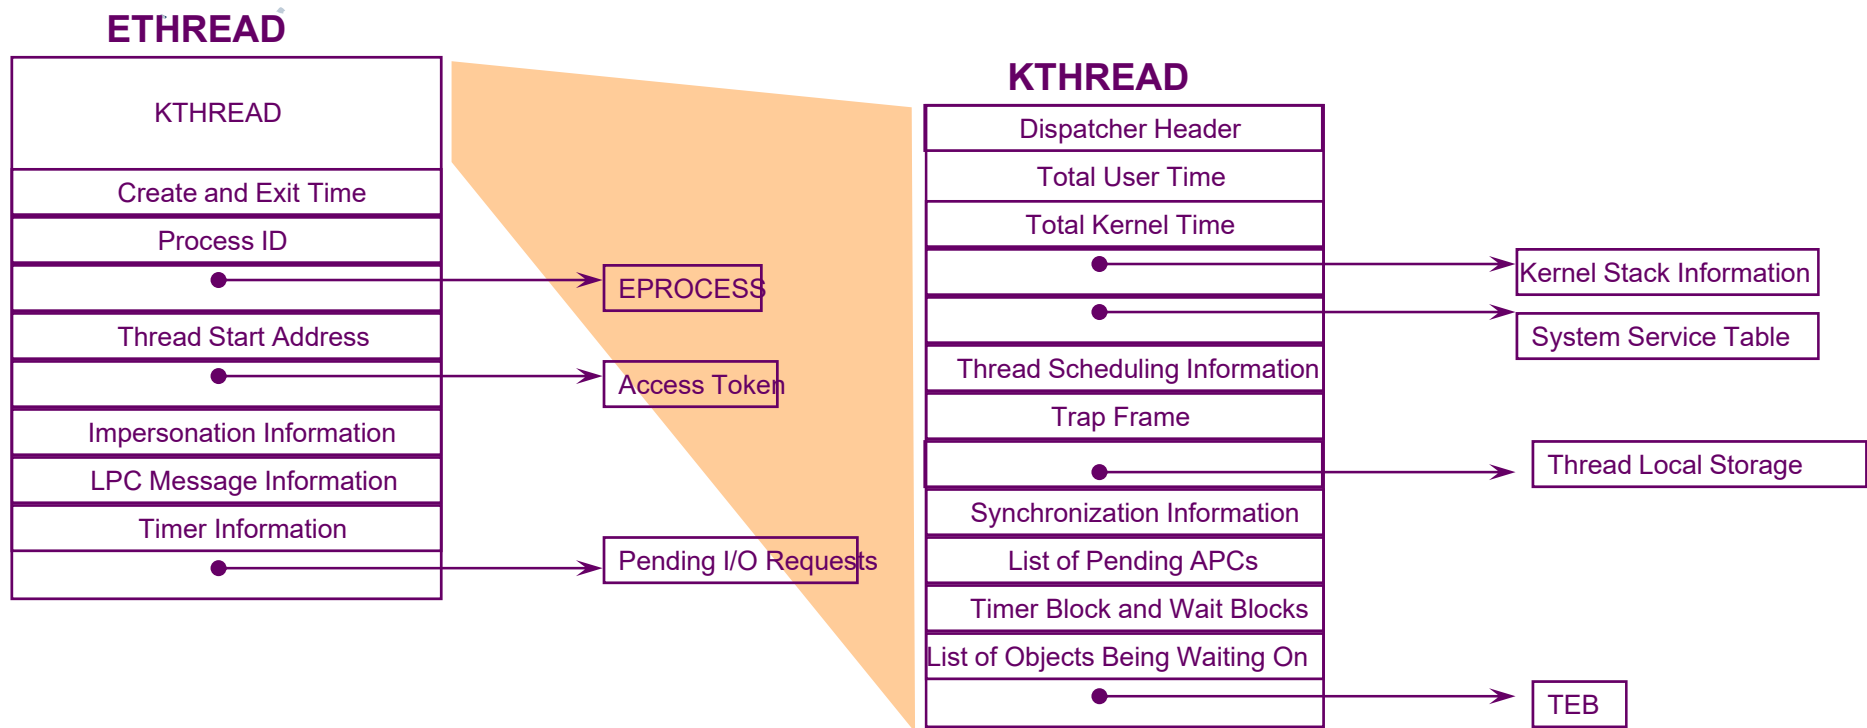 ETHREAD
KTHREAD
Create and Exit Time
Process ID
EPROCESS
Thread Start Address
Access Token
Impersonation Information
LPC Message Information
Timer Information
Pending I/O Requests
KTHREAD
Dispatcher Header
Total User Time
Total Kernel Time
Kernel Stack Information
System Service Table
Thread Scheduling Information
Trap Frame
Thread Local Storage
Synchronization Information
List of Pending APCs
Timer Block and Wait Blocks
List of Objects Being Waiting On
TEB